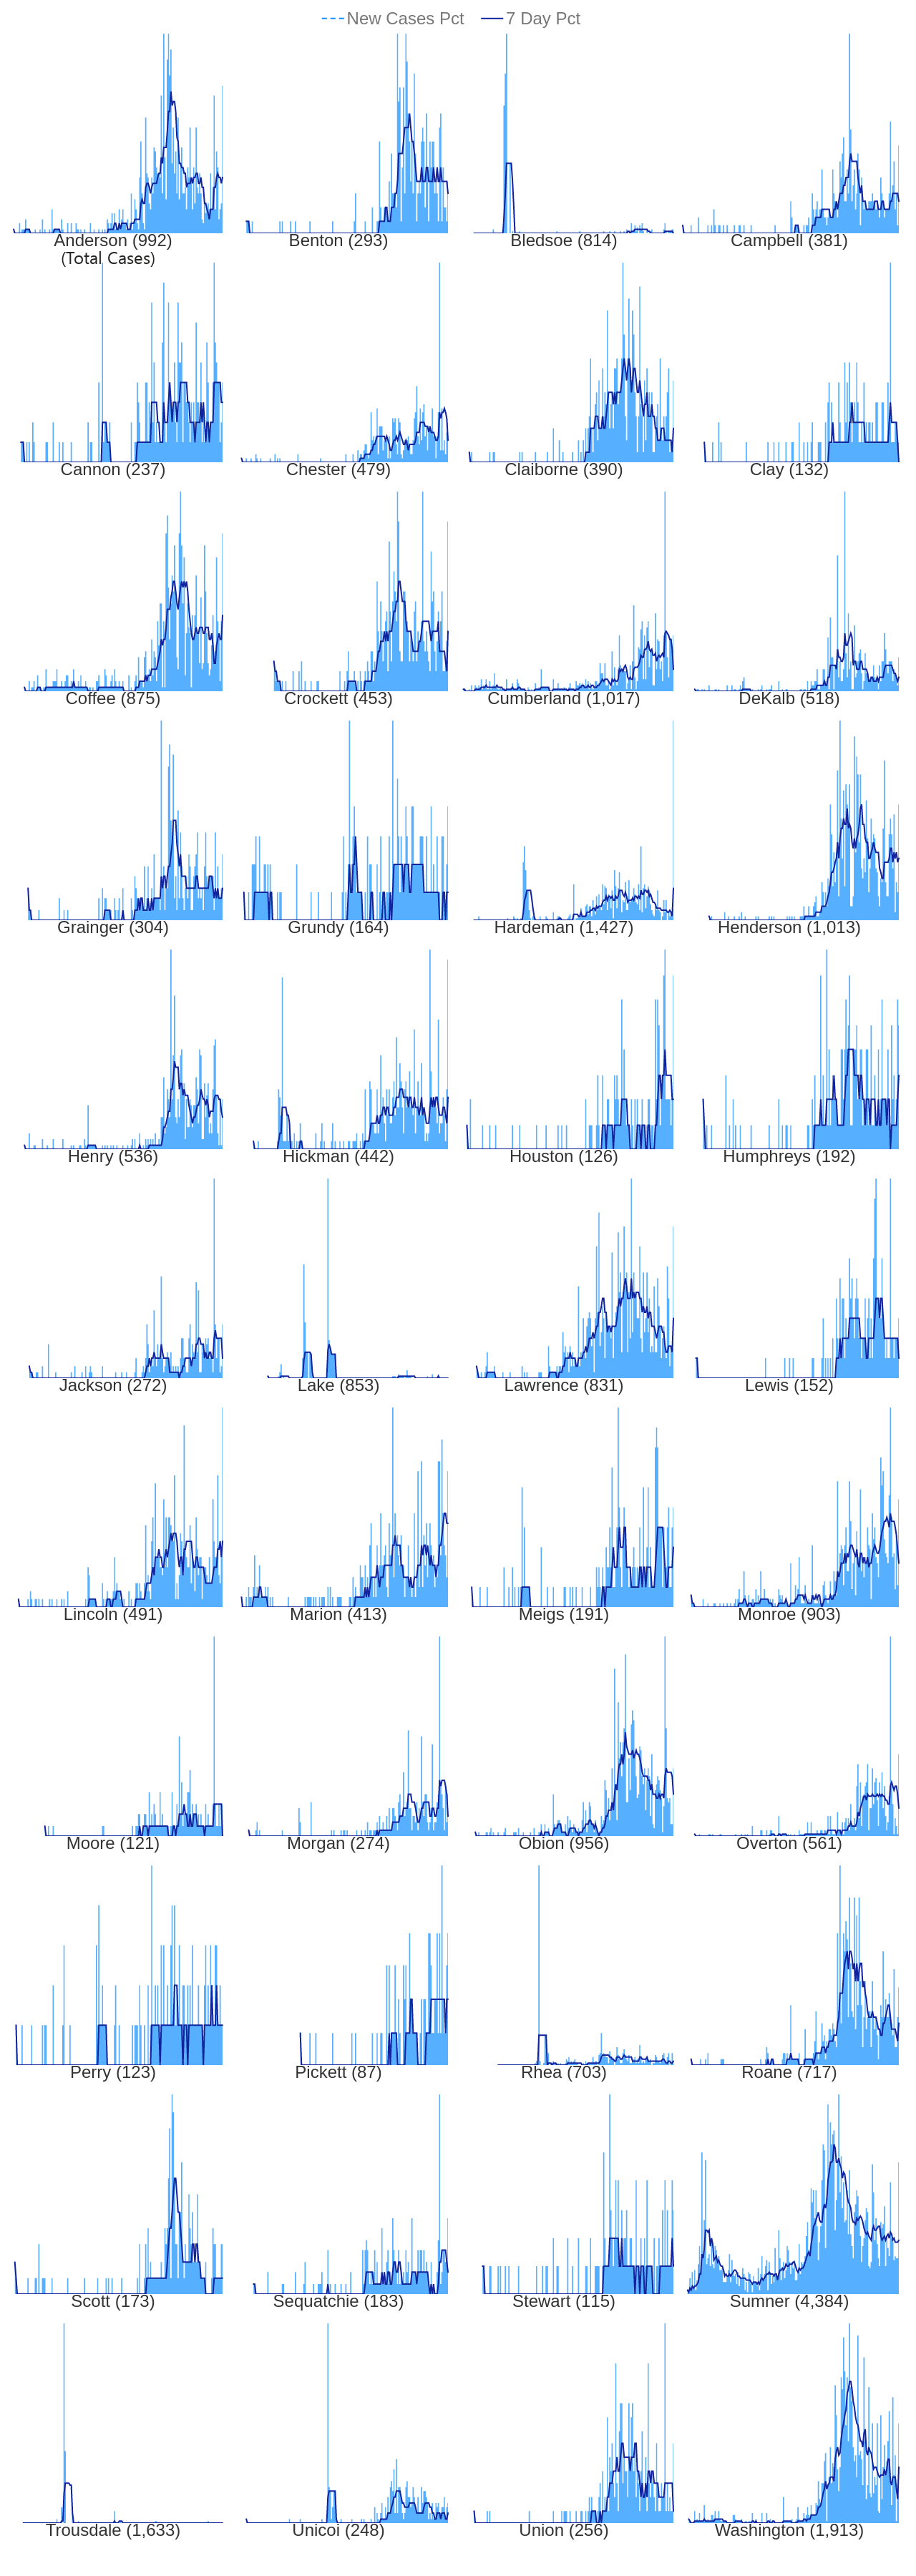 New Cases Pct 7 Day Pct
Anderson (992) Benton (293) Bledsoe (814) Campbell (381)
(Total Cases)
Cannon (237) Chester (479) Claiborne (390) Clay (132)
Coffee (875) Crockett (453) Cumberland (1,017) DeKalb (518)
Grainger (304) Grundy (164) Hardeman (1,427) Henderson (1,013)
Henry (536) Hickman (442) Houston (126) Humphreys (192)
Jackson (272) Lake (853) Lawrence (831) Lewis (152)
Lincoln (491) Marion (413) Meigs (191) Monroe (903)
Moore (121) Morgan (274) Obion (956) Overton (561)
Perry (123) Pickett (87) Rhea (703) Roane (717)
Scott (173) Sequatchie (183) Stewart (115) Sumner (4,384)
Trousdale (1,633) Unicoi (248) Union (256) Washington (1,913)